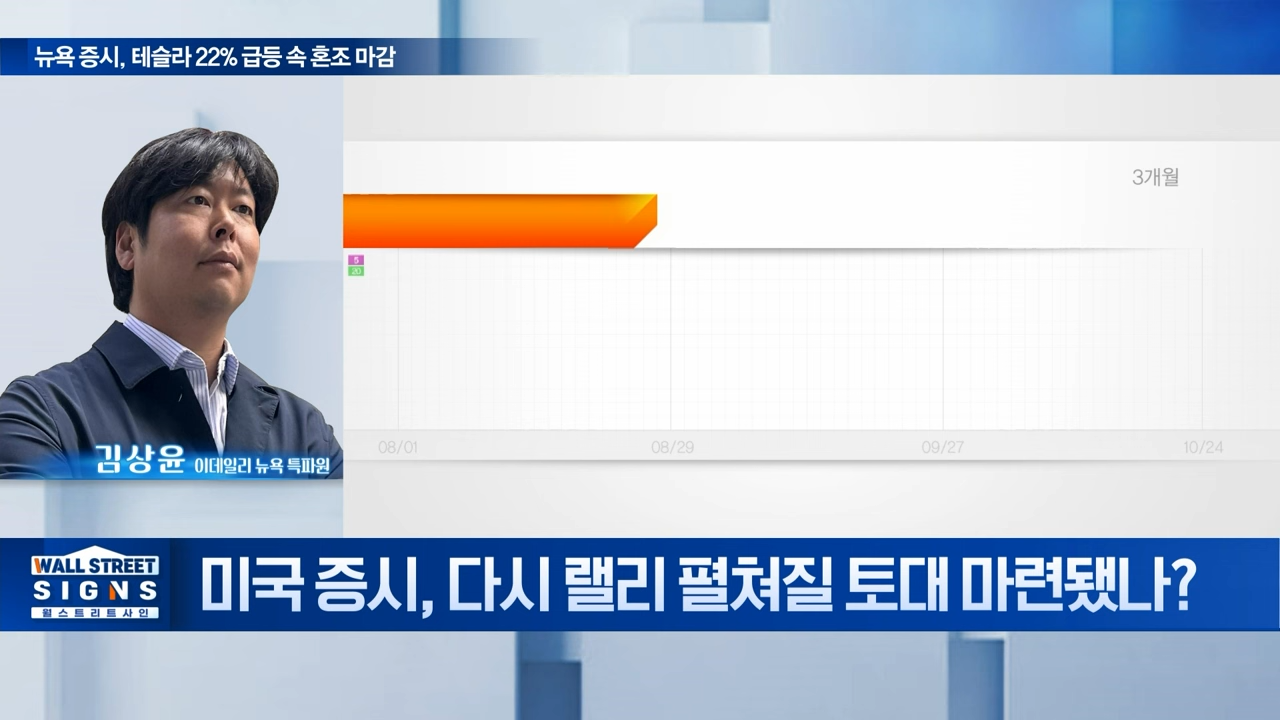 뉴욕 증시, 테슬라 22% 급등 속 혼조 마감
3개월
5
20
08/01 08/29 09/27 10/24
김상윤 이데일리 뉴욕 특파원
WALL STREET
SIGNS
월스트리트사인
미국 증시, 다시 랠리 펼쳐질 토대 마련됐나?